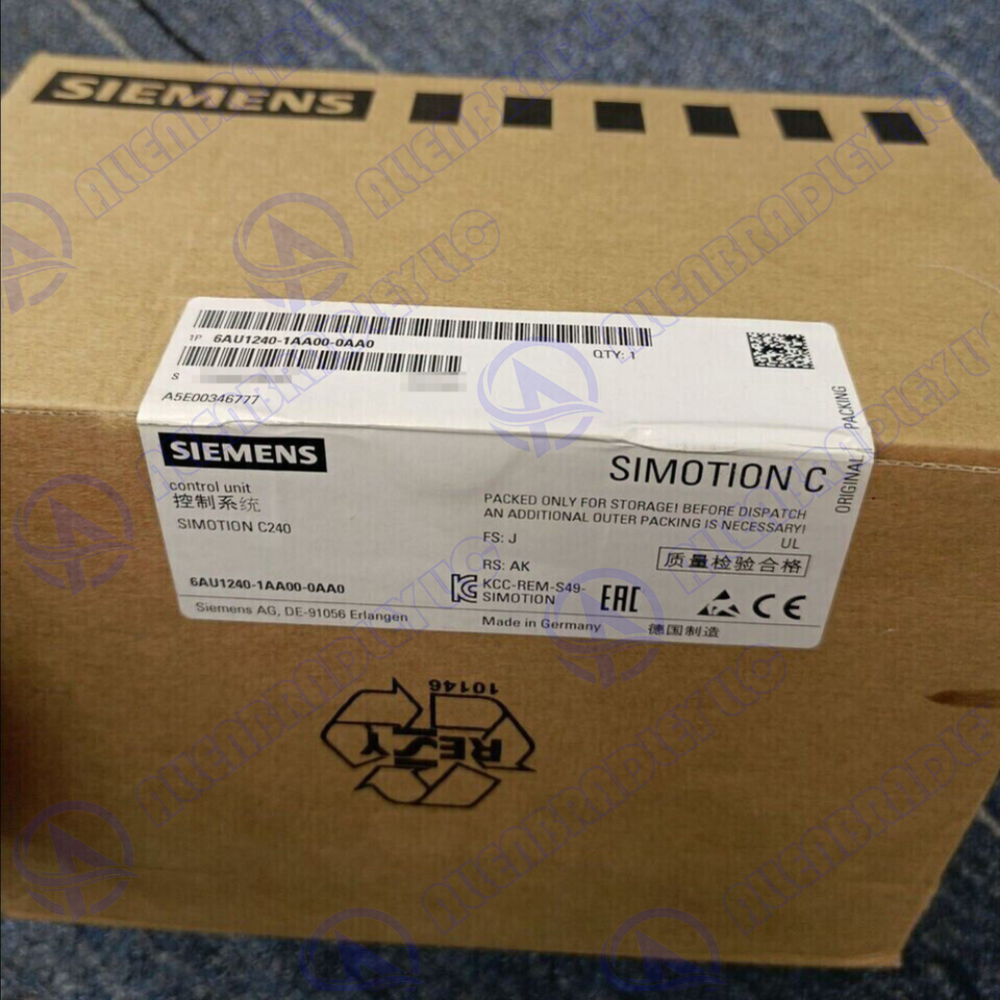 SIEMENS
1P 6AU1240-1AA00-0AA0
QTY: 1
S
A5E00346777
ORIGINAL PACKING
SIEMENS
SIMOTION C
control unit
控制系统
SIMOTION C240
PACKED ONLY FOR STORAGE! BEFORE DISPATCH
AN ADDITIONAL OUTER PACKING IS NECESSARY!
UL
FS: J
RS: AK
质量检验合格
6AU1240-1AA00-0AA0
KCC-REM-S49-
SIMOTION
EAC
CE
Siemens AG, DE-91056 Erlangen
Made in Germany
德国制造
10146
RESY
ALLENBRADLEYLLC